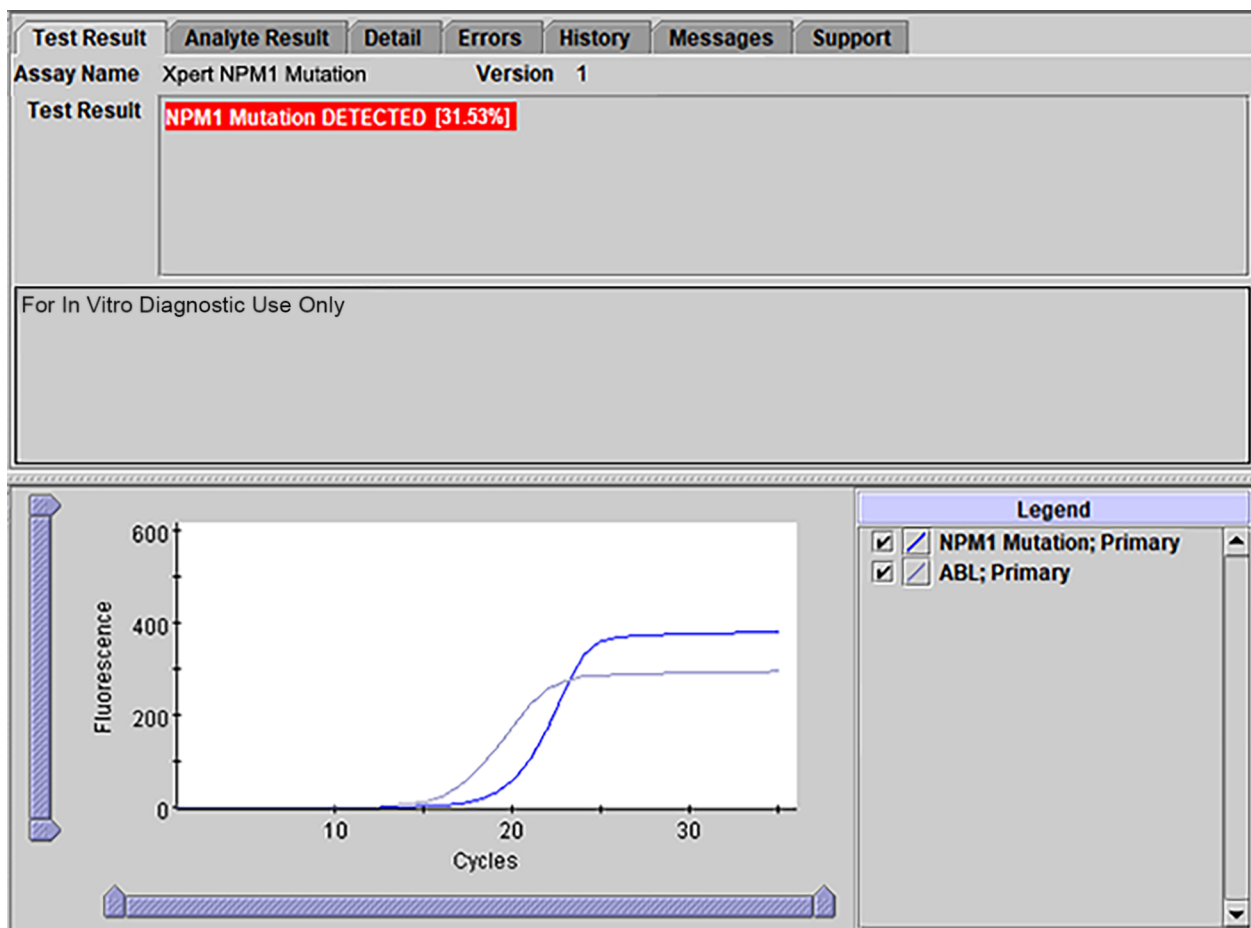 Test Result Analyte Result Detail Errors History Messages Support
Assay Name Xpert NPM1 Mutation Version 1
Test Result NPM1 Mutation DETECTED [31.53%]
For In Vitro Diagnostic Use Only
Legend
NPM1 Mutation; Primary
ABL; Primary
600
400
200
0
Fluorescence
10 20 30
Cycles